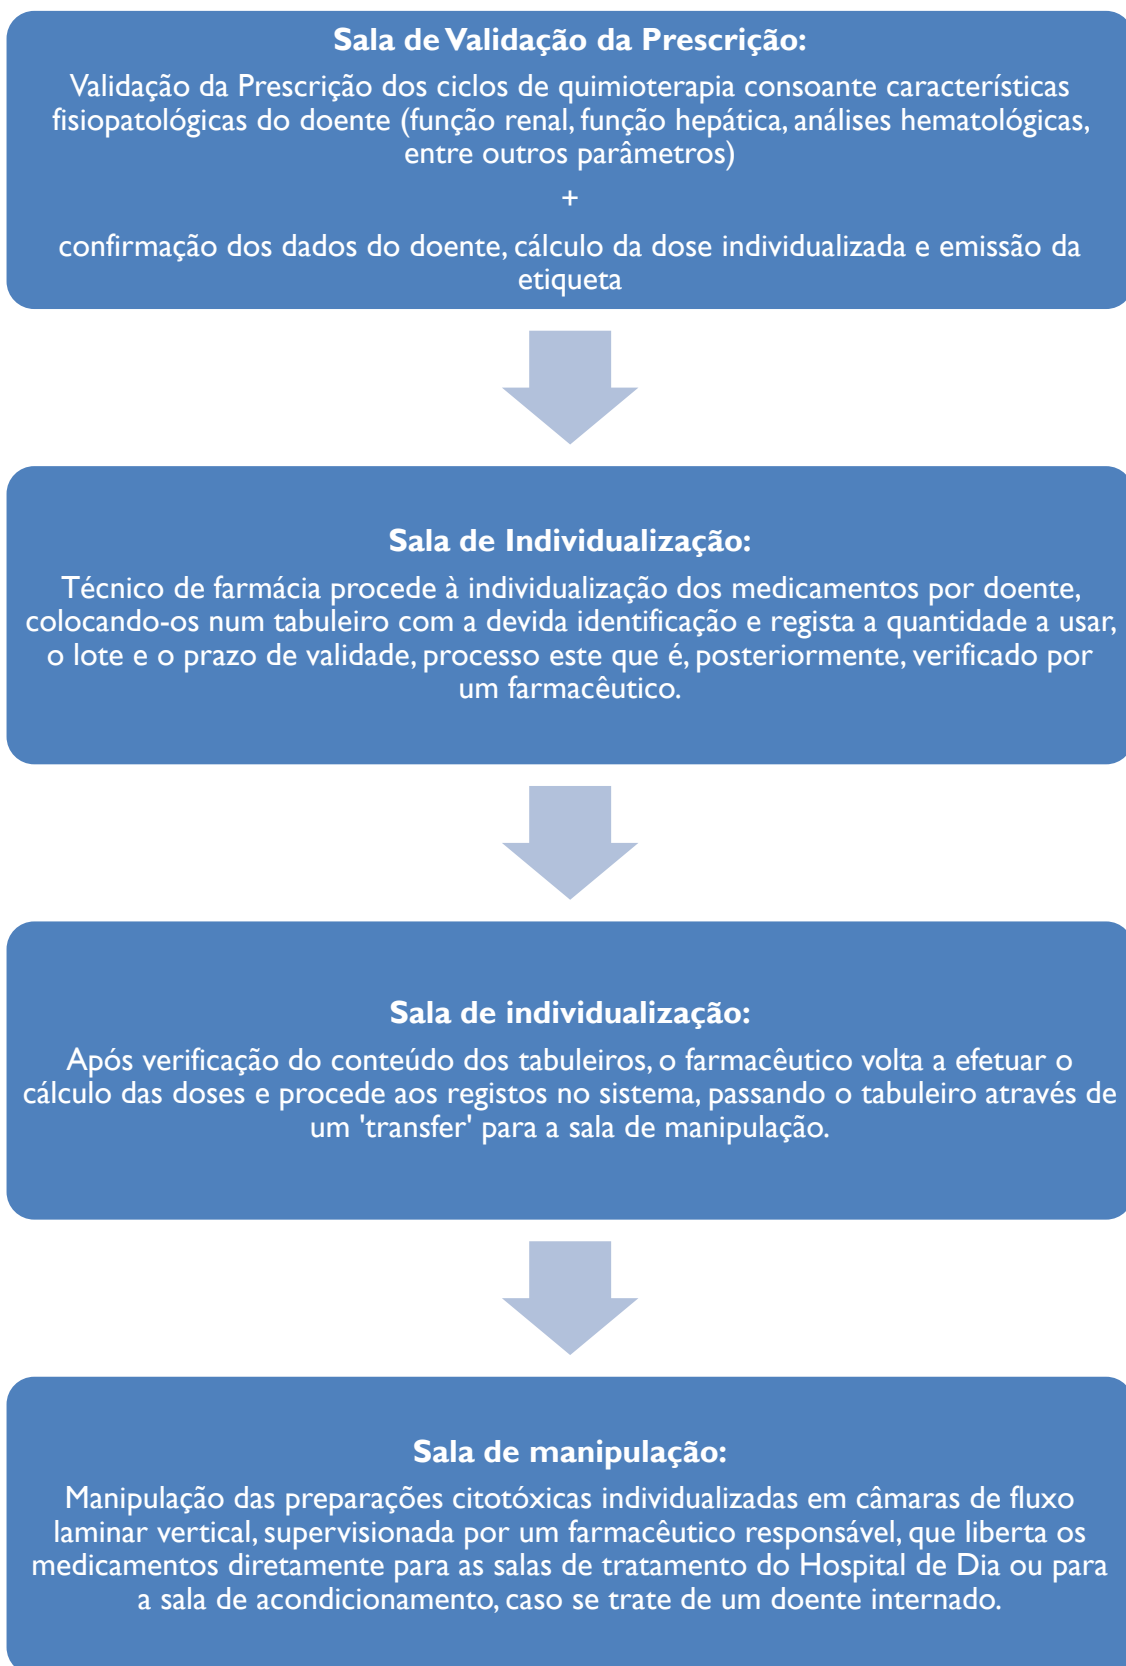 Sala de Validação da Prescrição:
Validação da Prescrição dos ciclos de quimioterapia consoante características
fisiopatológicas do doente (função renal, função hepática, análises hematológicas,
entre outros parâmetros)
+
confirmação dos dados do doente, cálculo da dose individualizada e emissão da
etiqueta
Sala de Individualização:
Técnico de farmácia procede à individualização dos medicamentos por doente,
colocando-os num tabuleiro com a devida identificação e regista a quantidade a usar,
o lote e o prazo de validade, processo este que é, posteriormente, verificado por
um farmacêutico.
Sala de individualização:
Após verificação do conteúdo dos tabuleiros, o farmacêutico volta a efetuar o
cálculo das doses e procede aos registos no sistema, passando o tabuleiro através de
um 'transfer' para a sala de manipulação.
Sala de manipulação:
Manipulação das preparações citotóxicas individualizadas em câmaras de fluxo
laminar vertical, supervisionada por um farmacêutico responsável, que liberta os
medicamentos diretamente para as salas de tratamento do Hospital de Dia ou para
a sala de acondicionamento, caso se trate de um doente internado.